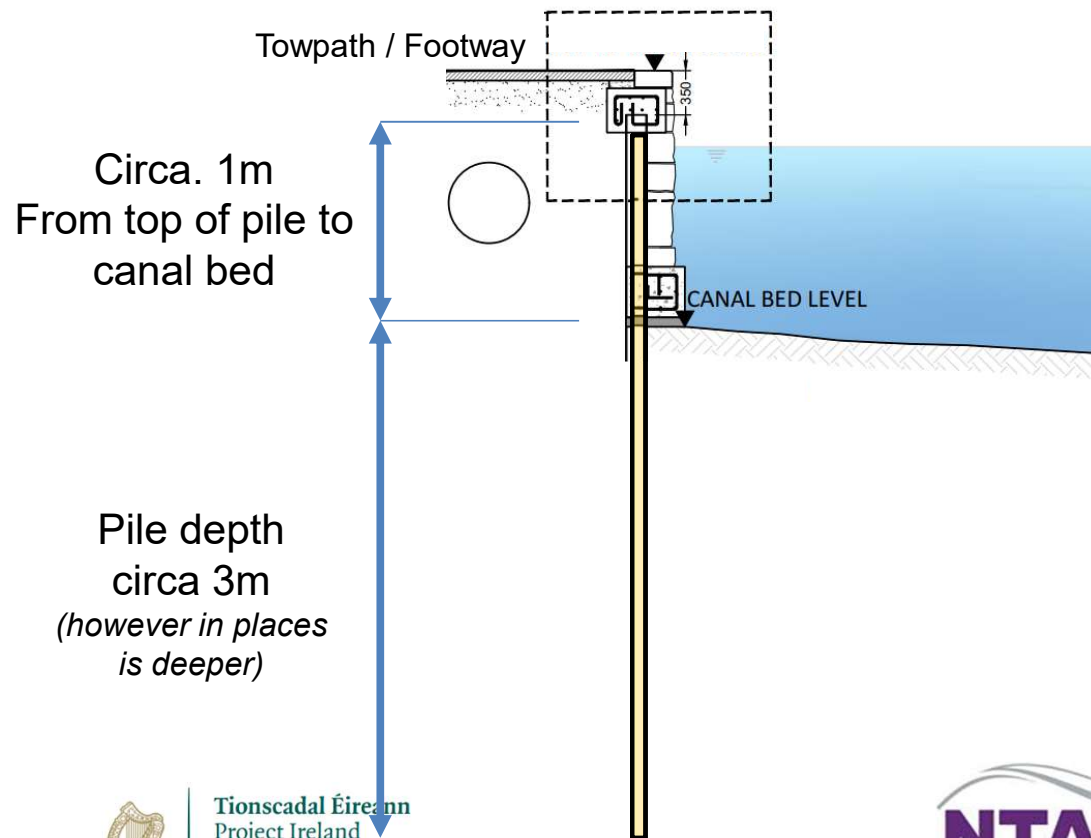 Towpath / Footway
350
Circa. 1m
From top of pile to
canal bed
CANAL BED LEVEL
Pile depth
circa 3m
(however in places
is deeper)
Tionscadal Éireann
Project Ireland
NTA